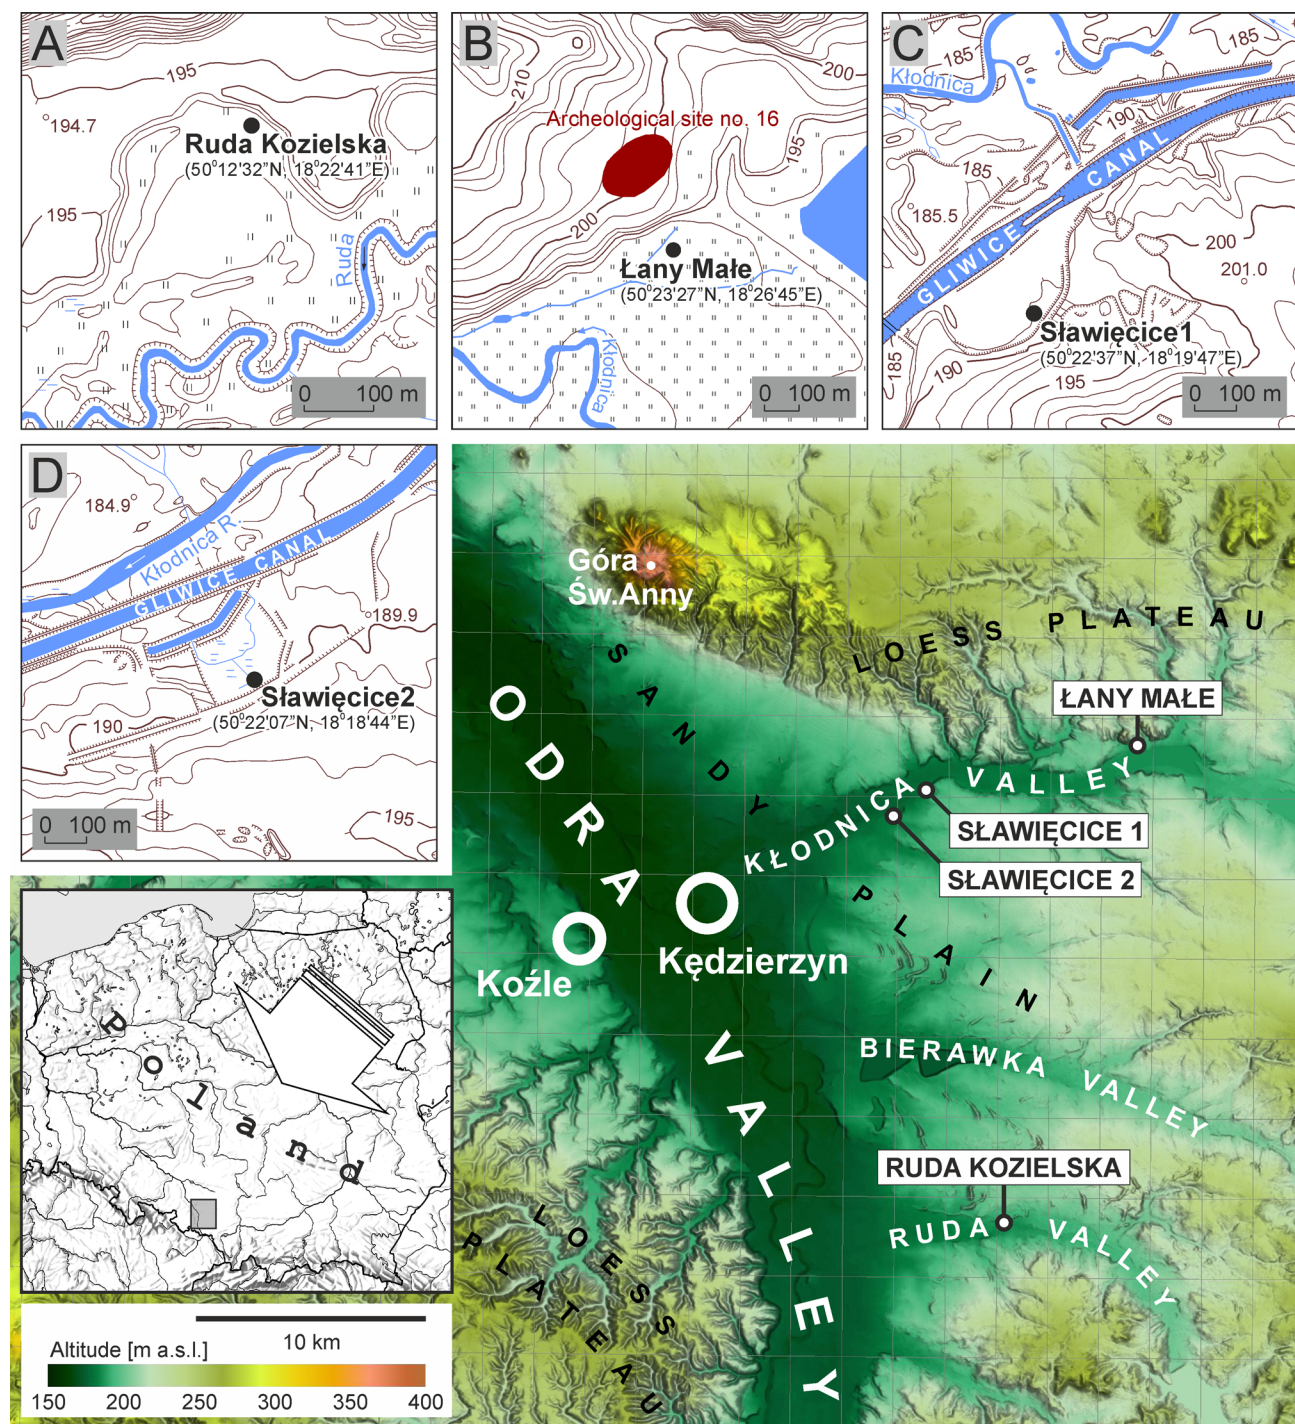 A
195
194.7
Ruda Kozielska
(50°12'32"N, 18°22'41"E)
195
Ruda
0 100 m
B
210
200
Archeological site no. 16
195
200
Łany Małe
(50°23'27"N, 18°26'45"E)
Kłodnica
0 100 m
C
185
Kłodnica
185
190
CANAL
185
185.5
GLIWICE
200
201.0
Sławięcice1
(50°22'37"N, 18°19'47"E)
185
190
195
0 100 m
D
184.9
Kłodnica R.
GLIWICE CANAL
189.9
Sławięcice2
(50°22'07"N, 18°18'44"E)
190
195
0 100 m
Góra
Św.Anny
LOESS PLATEAU
SANDY PLAIN
ŁANY MAŁE
KŁODNICA VALLEY
SŁAWIĘCICE 1
SŁAWIĘCICE 2
ODRA VALLEY
Kędzierzyn
Koźle
BIERAWKA VALLEY
RUDA KOZIELSKA
RUDA VALLEY
LOESS
PLATEAU
Poland
10 km
Altitude [m a.s.l.]
150 200 250 300 350 400